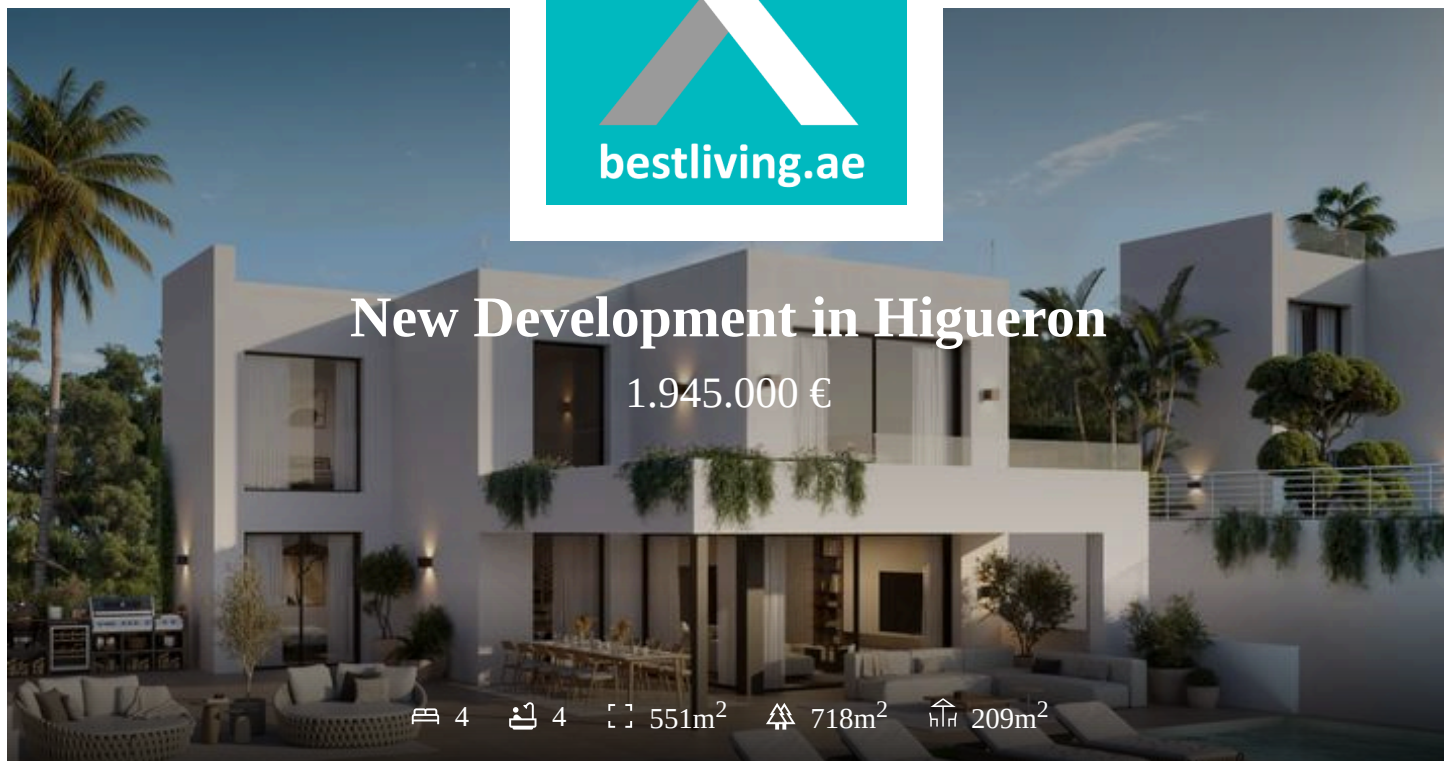 bestliving.ae
New Development in Higueron
1.945.000 €
4 4 551m² 718m² 209m²